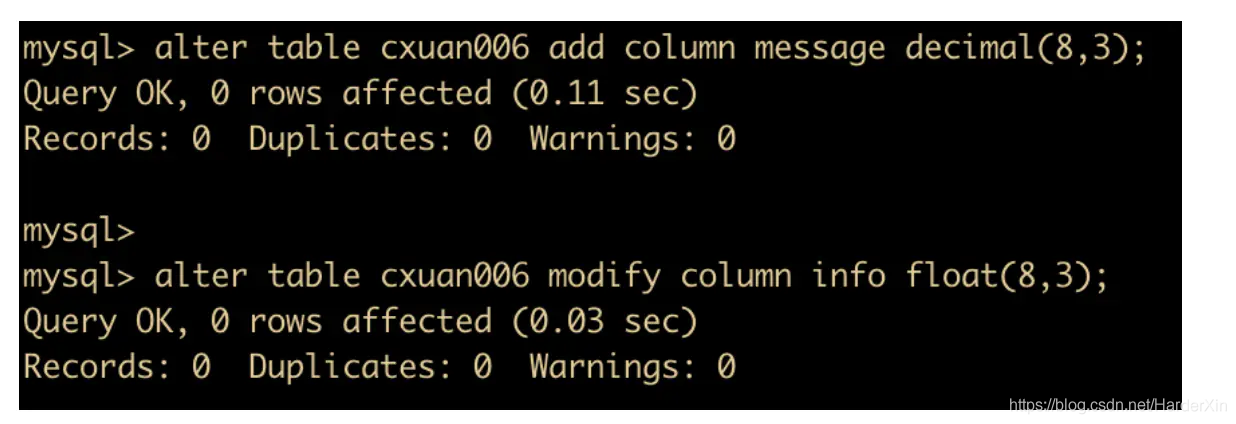 mysql> alter table cxuan006 add column message decimal(8,3);
Query OK, 0 rows affected (0.11 sec)
Records: 0  Duplicates: 0  Warnings: 0
mysql>
mysql> alter table cxuan006 modify column info float(8,3);
Query OK, 0 rows affected (0.03 sec)
Records: 0  Duplicates: 0  Warnings: 0
https://blog.csdn.net/HarderXin